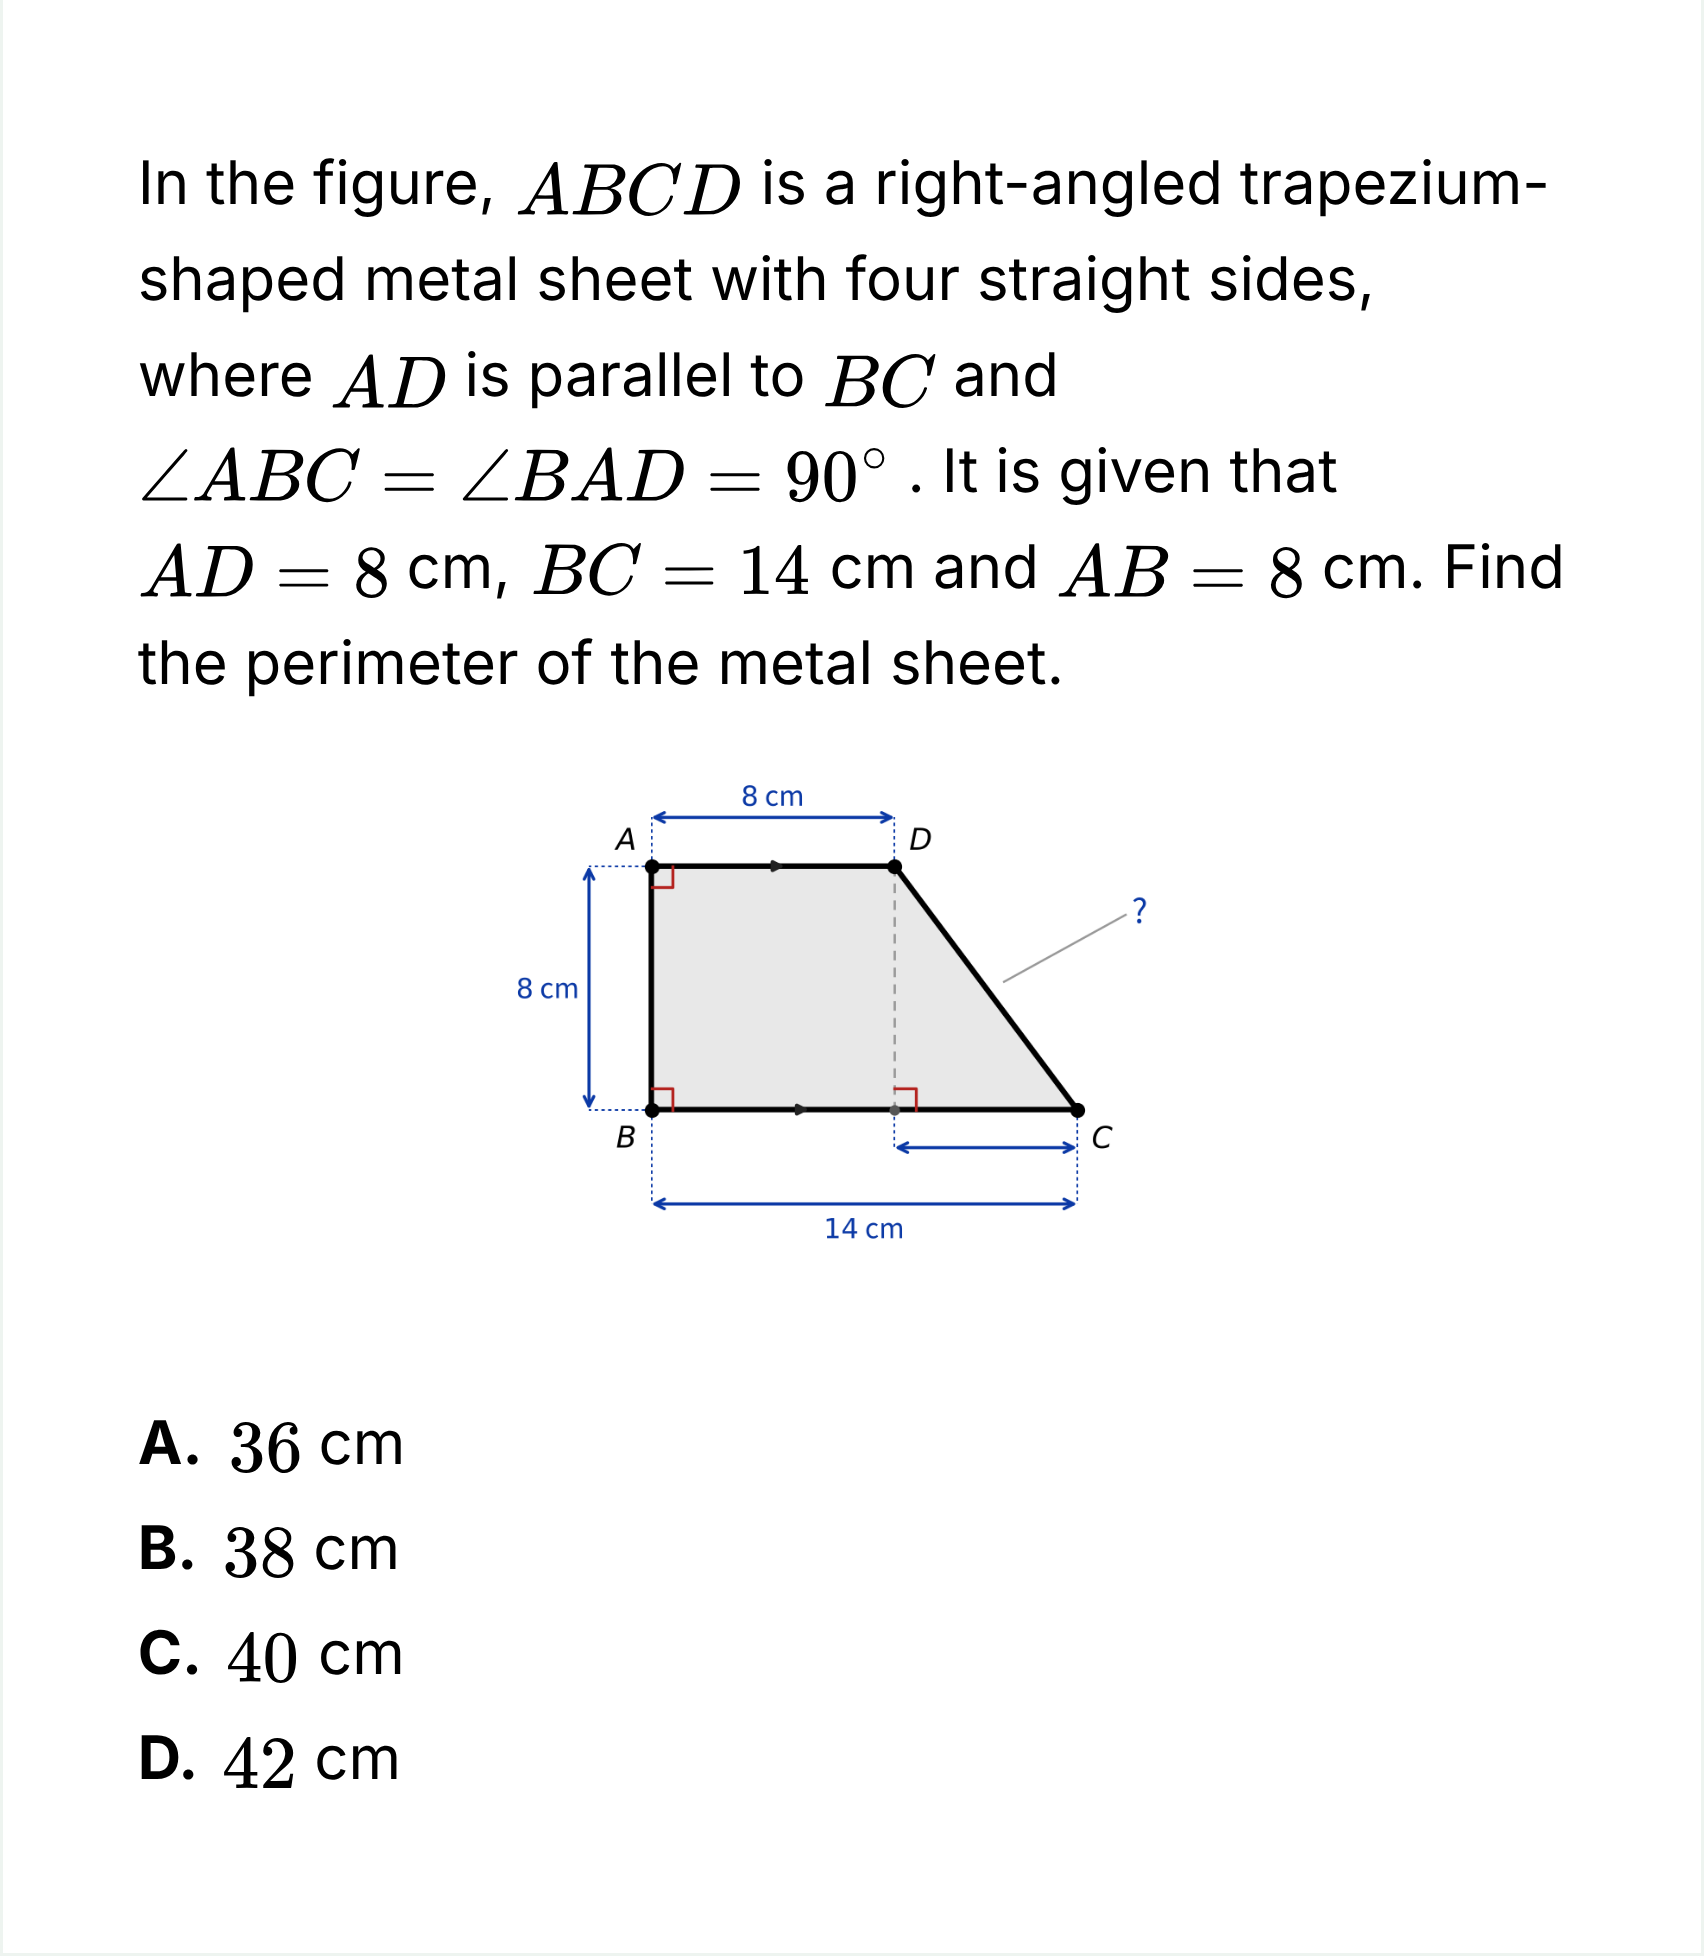 In the figure, ABCD is a right-angled trapezium-
shaped metal sheet with four straight sides,
where AD is parallel to BC and
∠ABC = ∠BAD = 90° . It is given that
AD = 8 cm, BC = 14 cm and AB = 8 cm. Find
the perimeter of the metal sheet.
8 cm
A
D
?
8 cm
B
C
14 cm
A. 36 cm
B. 38 cm
C. 40 cm
D. 42 cm